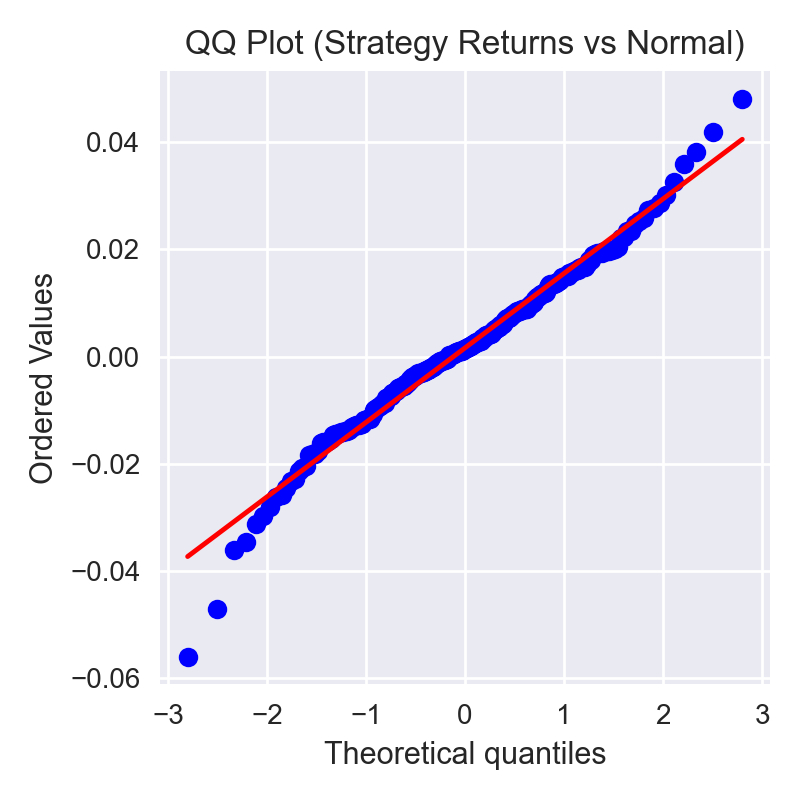 QQ Plot (Strategy Returns vs Normal)
0.04
0.02
0.00
−0.02
−0.04
−0.06
Ordered Values
−3 −2 −1 0 1 2 3
Theoretical quantiles